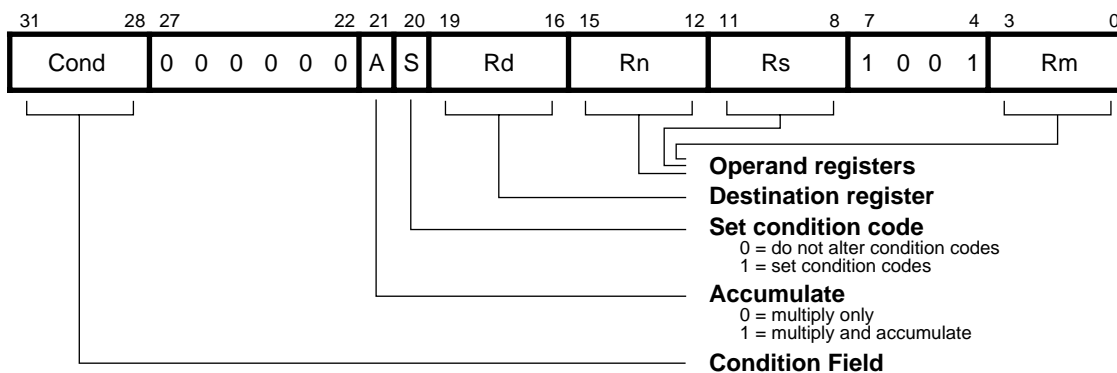 31 28 27 22 21 20 19 16 15 12 11 8 7 4 3 0
Cond 0 0 0 0 0 0 A S Rd Rn Rs 1 0 0 1 Rm
Operand registers
Destination register
Set condition code
0 = do not alter condition codes
1 = set condition codes
Accumulate
0 = multiply only
1 = multiply and accumulate
Condition Field